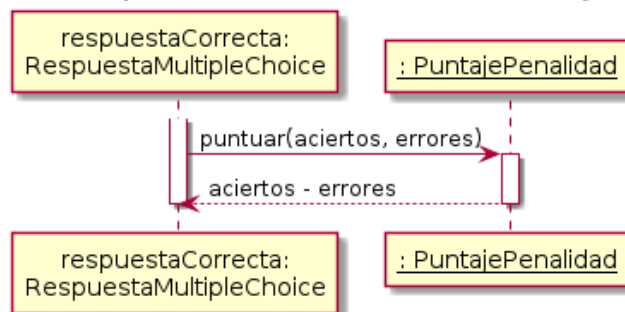 respuestaCorrecta:
RespuestaMultipleChoice
: PuntajePenalidad
puntuar(aciertos, errores)
aciertos - errores
respuestaCorrecta:
RespuestaMultipleChoice
: PuntajePenalidad